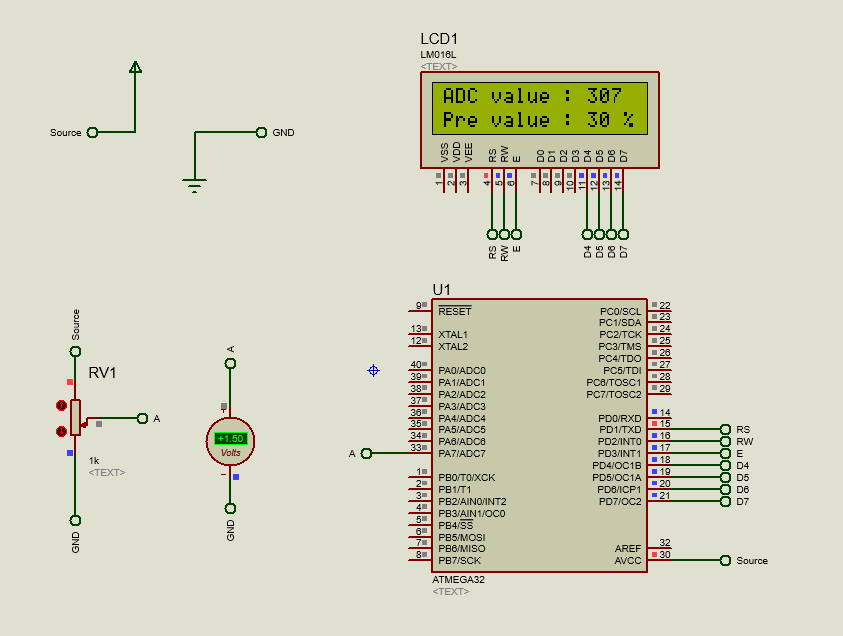 LCD1
LM016L
<TEXT>
ADC value : 307
Pre value : 30 %
VSS VDD VEE RS RW E D0 D1 D2 D3 D4 D5 D6 D7
1 2 3 4 5 6 7 8 9 10 11 12 13 14
RS RW E D4 D5 D6 D7
Source
GND
Source
RV1
A
1k
<TEXT>
GND
A
+
+1.50
Volts
−
GND
U1
9 RESET
13 XTAL1
12 XTAL2
40 PA0/ADC0
39 PA1/ADC1
38 PA2/ADC2
37 PA3/ADC3
36 PA4/ADC4
35 PA5/ADC5
34 PA6/ADC6
A 33 PA7/ADC7
1 PB0/T0/XCK
2 PB1/T1
3 PB2/AIN0/INT2
4 PB3/AIN1/OC0
5 PB4/SS
6 PB5/MOSI
7 PB6/MISO
8 PB7/SCK
PC0/SCL 22
PC1/SDA 23
PC2/TCK 24
PC3/TMS 25
PC4/TDO 26
PC5/TDI 27
PC6/TOSC1 28
PC7/TOSC2 29
PD0/RXD 14
PD1/TXD 15 RS
PD2/INT0 16 RW
PD3/INT1 17 E
PD4/OC1B 18 D4
PD5/OC1A 19 D5
PD6/ICP1 20 D6
PD7/OC2 21 D7
AREF 32
AVCC 30 Source
ATMEGA32
<TEXT>